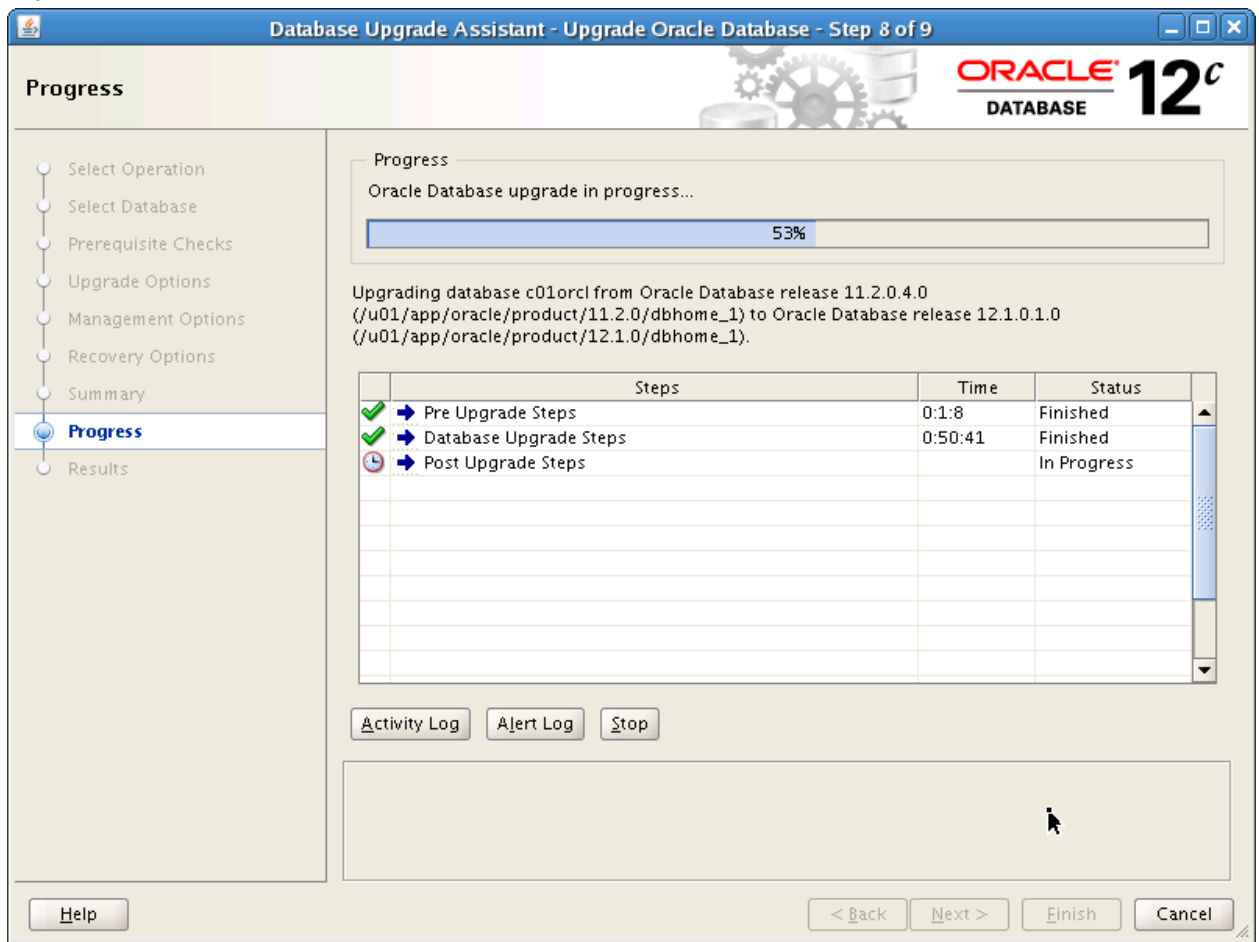 Database Upgrade Assistant - Upgrade Oracle Database - Step 8 of 9
Progress
ORACLE
DATABASE
12c
Select Operation
Select Database
Prerequisite Checks
Upgrade Options
Management Options
Recovery Options
Summary
Progress
Results
Progress
Oracle Database upgrade in progress...
53%
Upgrading database c01orcl from Oracle Database release 11.2.0.4.0
(/u01/app/oracle/product/11.2.0/dbhome_1) to Oracle Database release 12.1.0.1.0
(/u01/app/oracle/product/12.1.0/dbhome_1).
Steps Time Status
Pre Upgrade Steps 0:1:8 Finished
Database Upgrade Steps 0:50:41 Finished
Post Upgrade Steps In Progress
Activity Log Alert Log Stop
Help < Back Next > Finish Cancel